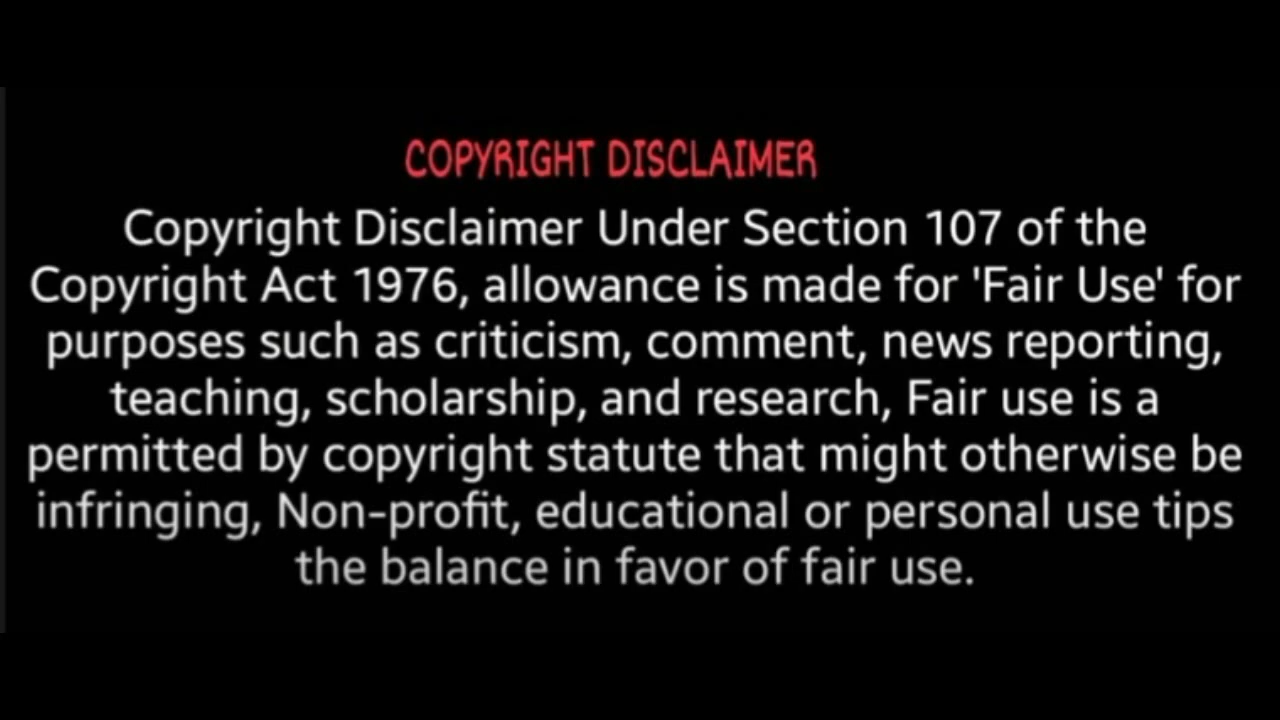 COPYRIGHT DISCLAIMER
Copyright Disclaimer Under Section 107 of the
Copyright Act 1976, allowance is made for 'Fair Use' for
purposes such as criticism, comment, news reporting,
teaching, scholarship, and research, Fair use is a
permitted by copyright statute that might otherwise be
infringing, Non-profit, educational or personal use tips
the balance in favor of fair use.